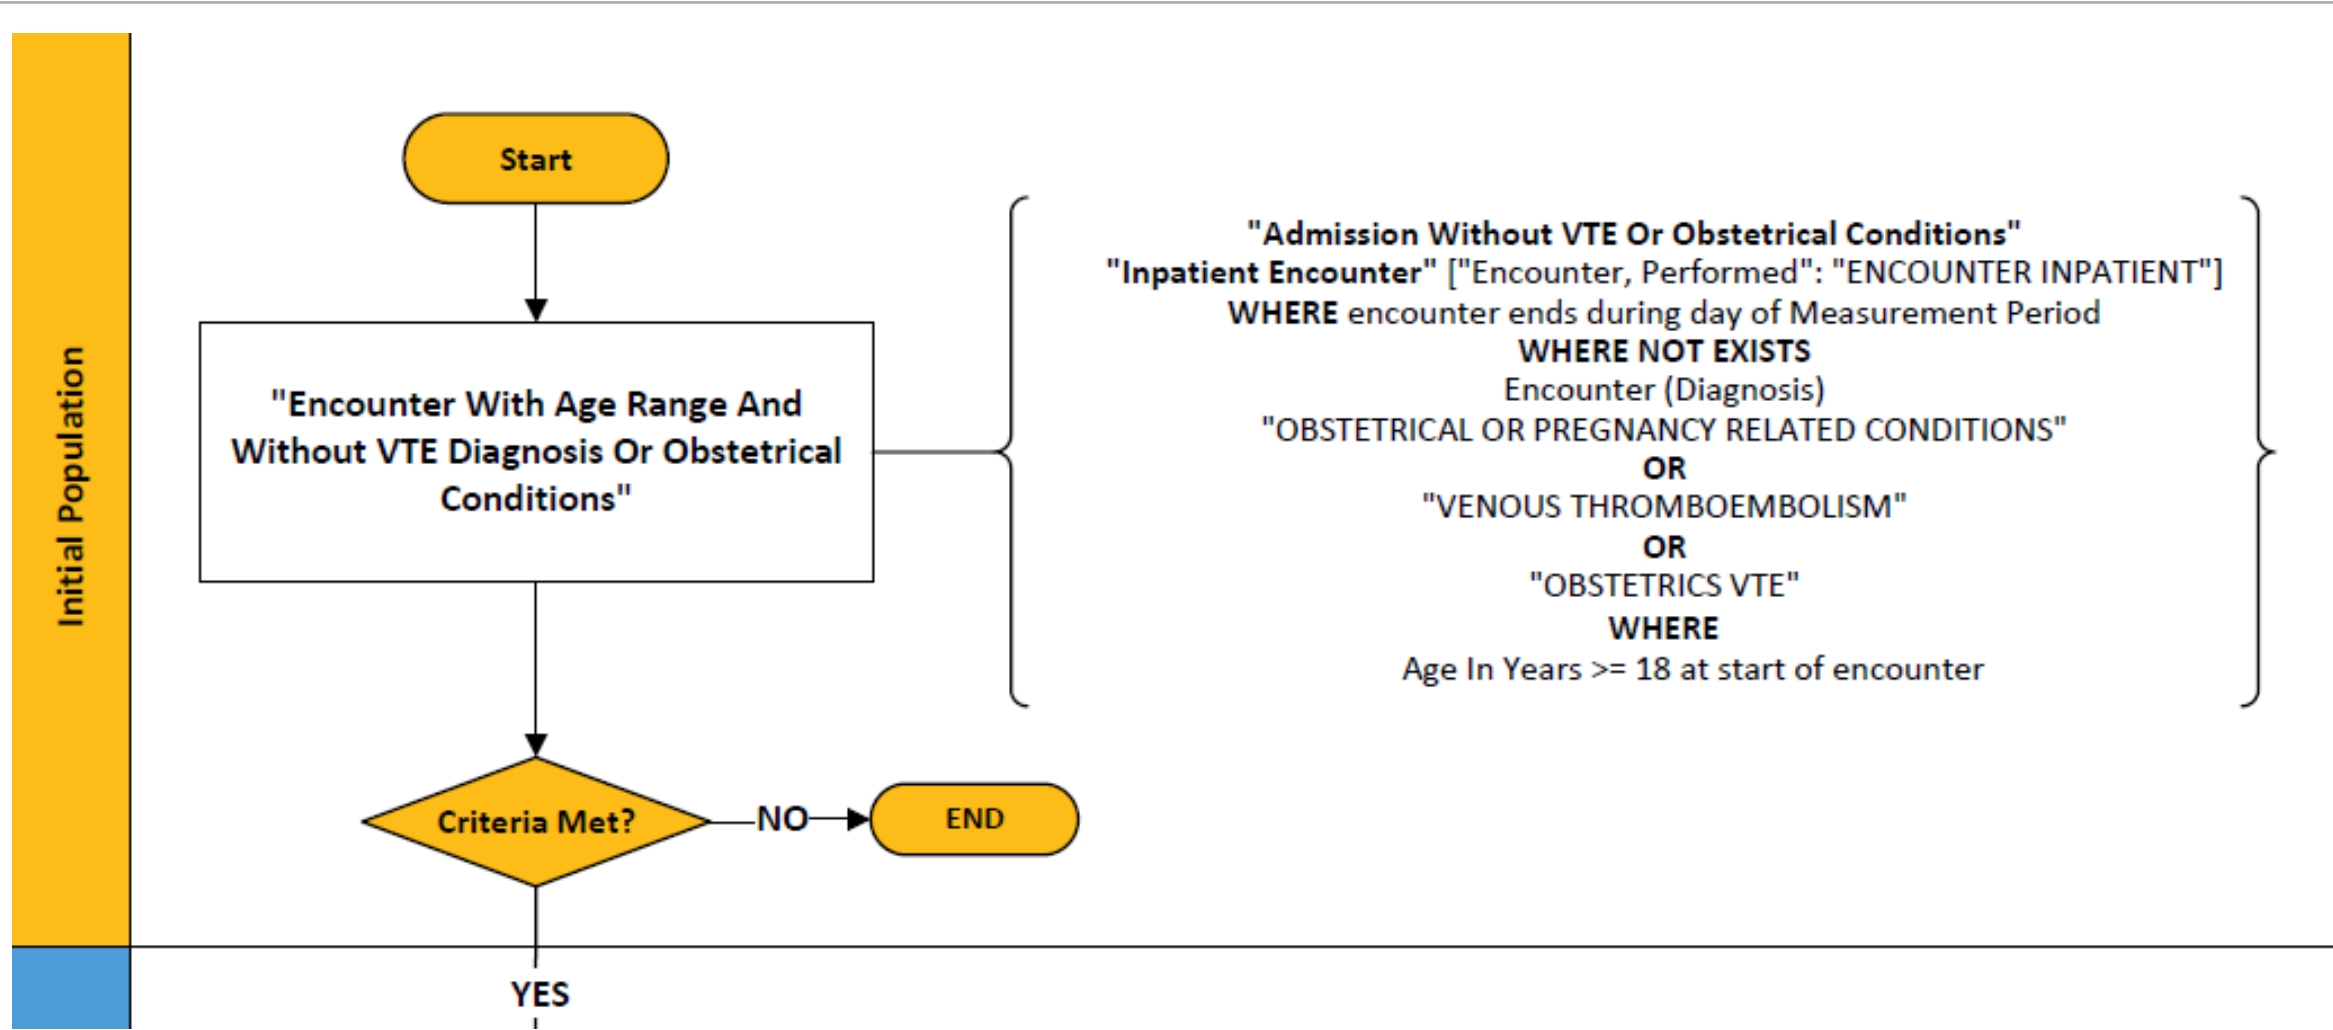 Initial Population
Start
"Encounter With Age Range And
Without VTE Diagnosis Or Obstetrical
Conditions"
"Admission Without VTE Or Obstetrical Conditions"
"Inpatient Encounter" ["Encounter, Performed": "ENCOUNTER INPATIENT"]
WHERE encounter ends during day of Measurement Period
WHERE NOT EXISTS
Encounter (Diagnosis)
"OBSTETRICAL OR PREGNANCY RELATED CONDITIONS"
OR
"VENOUS THROMBOEMBOLISM"
OR
"OBSTETRICS VTE"
WHERE
Age In Years >= 18 at start of encounter
Criteria Met?
NO
END
YES